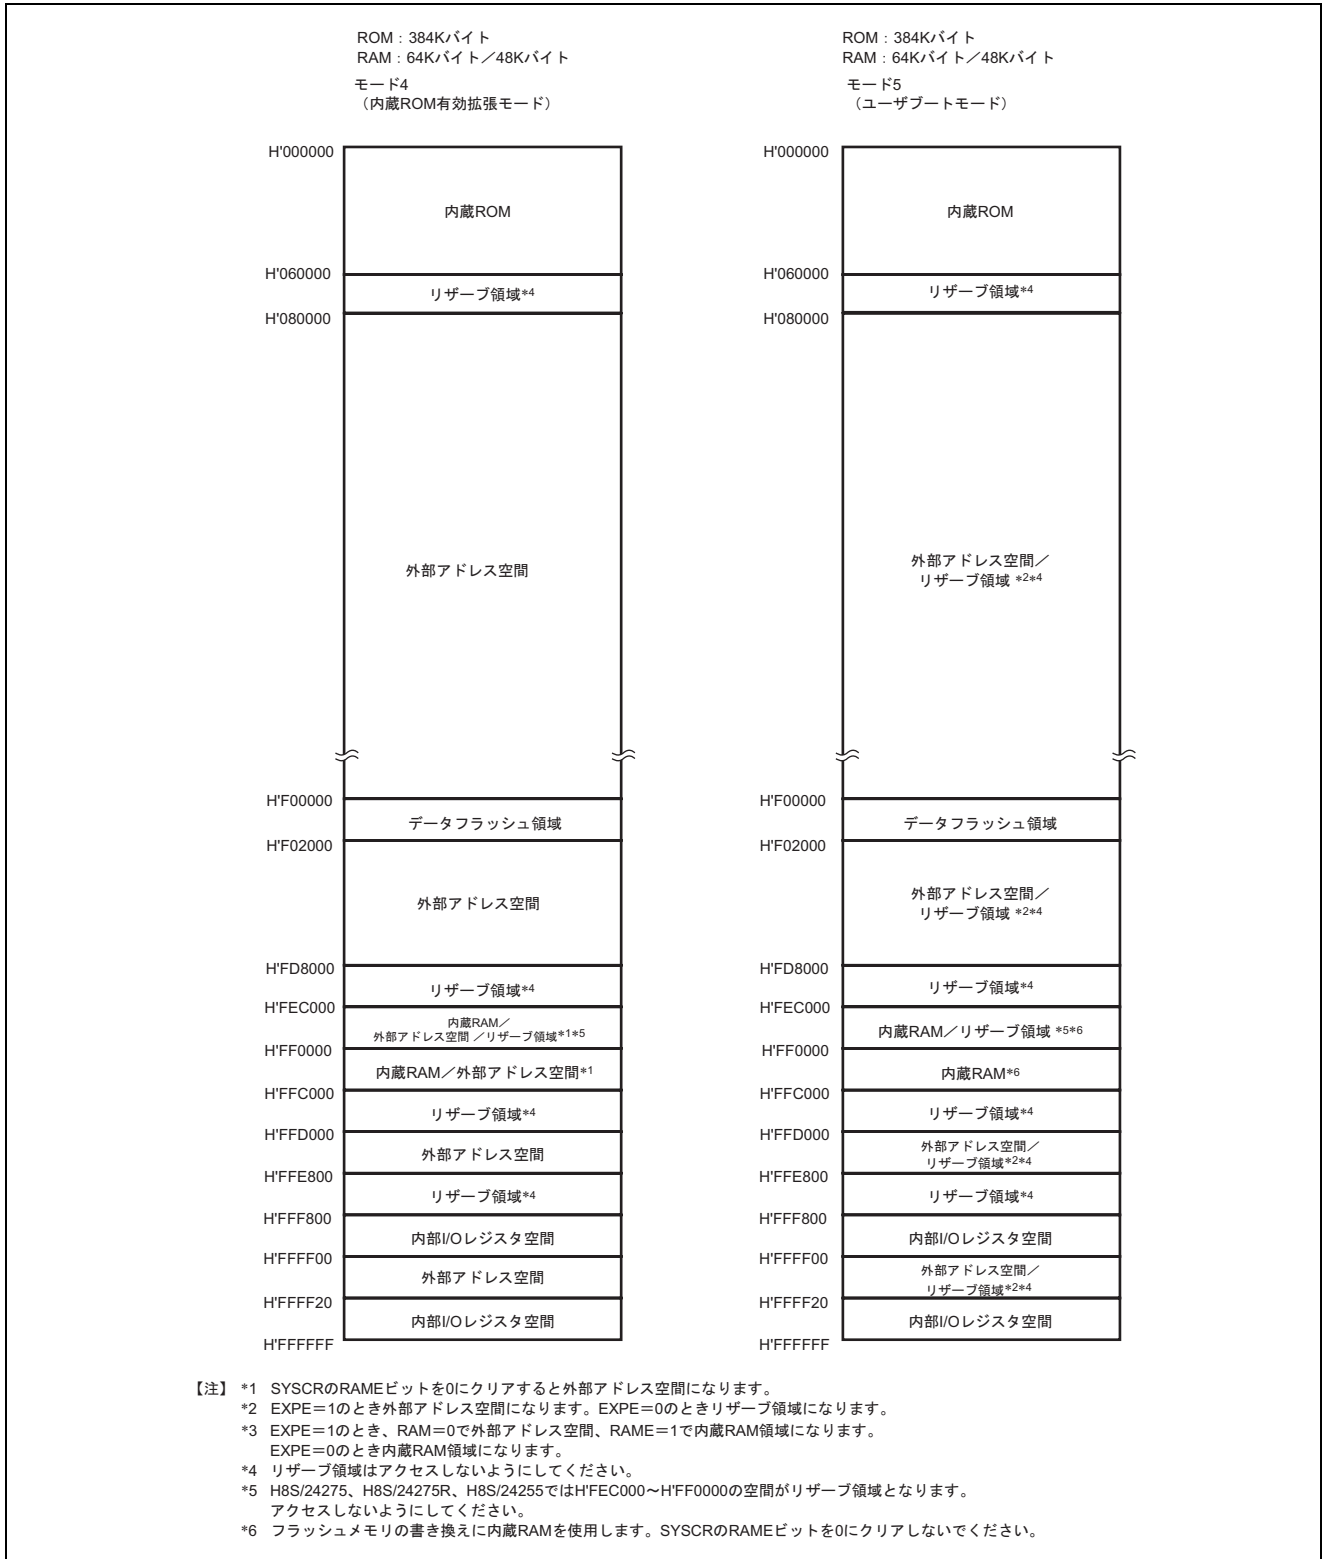 ROM：384Kバイト
RAM：64Kバイト／48Kバイト
モード4
（内蔵ROM有効拡張モード）
H'000000
内蔵ROM
H'060000
リザーブ領域*4
H'080000
外部アドレス空間
H'F00000
データフラッシュ領域
H'F02000
外部アドレス空間
H'FD8000
リザーブ領域*4
H'FEC000
内蔵RAM／
外部アドレス空間 ／リザーブ領域*1*5
H'FF0000
内蔵RAM／外部アドレス空間*1
H'FFC000
リザーブ領域*4
H'FFD000
外部アドレス空間
H'FFE800
リザーブ領域*4
H'FFF800
内部I/Oレジスタ空間
H'FFFF00
外部アドレス空間
H'FFFF20
内部I/Oレジスタ空間
H'FFFFFF
ROM：384Kバイト
RAM：64Kバイト／48Kバイト
モード5
（ユーザブートモード）
H'000000
内蔵ROM
H'060000
リザーブ領域*4
H'080000
外部アドレス空間／
リザーブ領域 *2*4
H'F00000
データフラッシュ領域
H'F02000
外部アドレス空間／
リザーブ領域 *2*4
H'FD8000
リザーブ領域*4
H'FEC000
内蔵RAM／リザーブ領域 *5*6
H'FF0000
内蔵RAM*6
H'FFC000
リザーブ領域*4
H'FFD000
外部アドレス空間／
リザーブ領域*2*4
H'FFE800
リザーブ領域*4
H'FFF800
内部I/Oレジスタ空間
H'FFFF00
外部アドレス空間／
リザーブ領域*2*4
H'FFFF20
内部I/Oレジスタ空間
H'FFFFFF
【注】 *1 SYSCRのRAMEビットを0にクリアすると外部アドレス空間になります。
*2 EXPE＝1のとき外部アドレス空間になります。EXPE＝0のときリザーブ領域になります。
*3 EXPE＝1のとき、RAM＝0で外部アドレス空間、RAME＝1で内蔵RAM領域になります。
EXPE＝0のとき内蔵RAM領域になります。
*4 リザーブ領域はアクセスしないようにしてください。
*5 H8S/24275、H8S/24275R、H8S/24255ではH'FEC000～H'FF0000の空間がリザーブ領域となります。
アクセスしないようにしてください。
*6 フラッシュメモリの書き換えに内蔵RAMを使用します。SYSCRのRAMEビットを0にクリアしないでください。